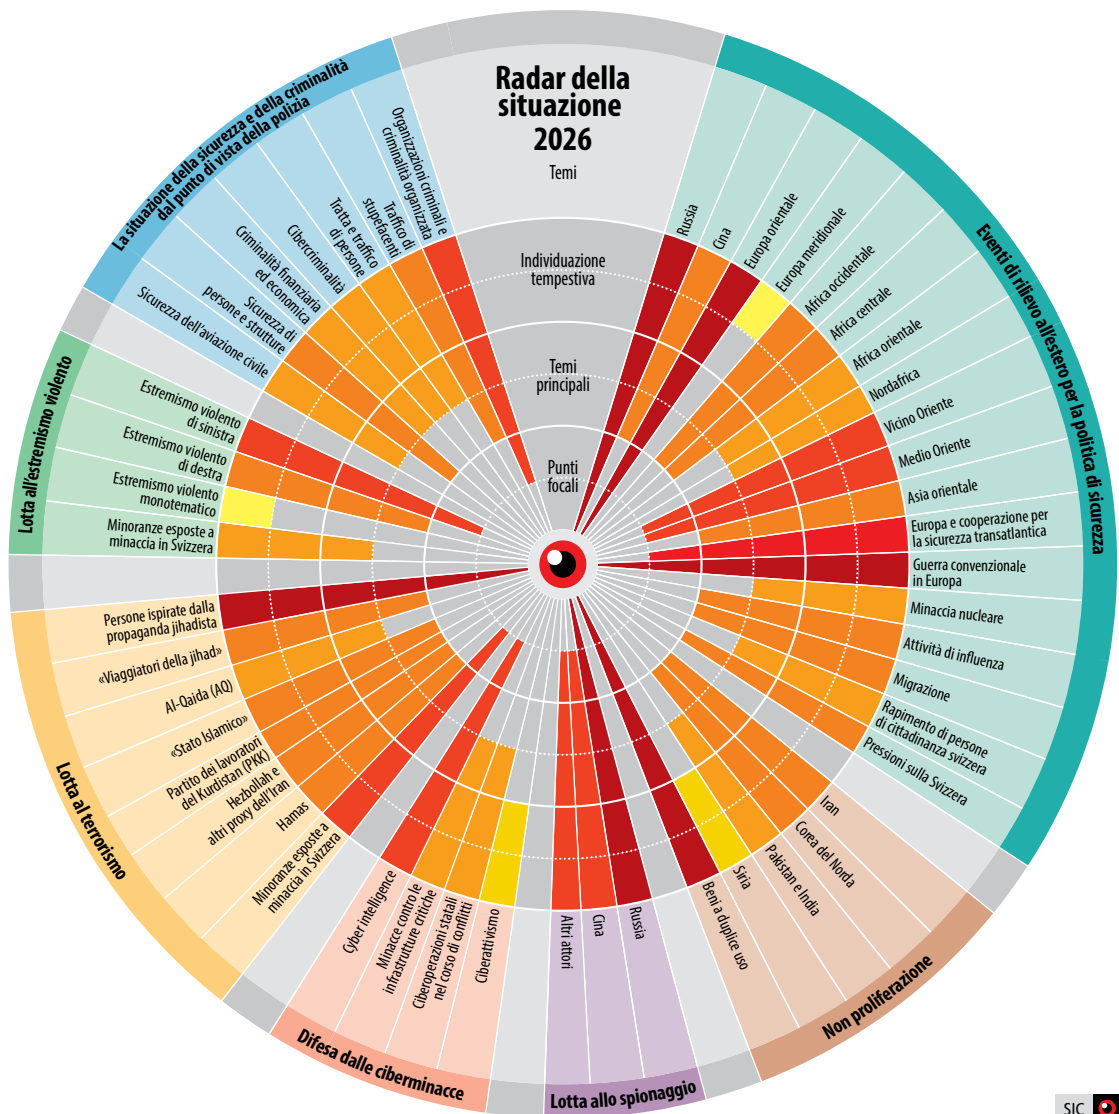 Radar della
situazione
2026
Temi
Individuazione
tempestiva
Temi
principali
Punti
focali
Eventi di rilievo all'estero per la politica di sicurezza
Russia
Cina
Europa orientale
Europa meridionale
Africa occidentale
Africa centrale
Africa orientale
Nordafrica
Vicino Oriente
Medio Oriente
Asia orientale
Europa e cooperazione per
la sicurezza transatlantica
Guerra convenzionale
in Europa
Minaccia nucleare
Attività di influenza
Migrazione
Rapimento di persone
di cittadinanza svizzera
Pressioni sulla Svizzera
Non proliferazione
Iran
Corea del Norda
Pakistan e India
Siria
Beni a duplice uso
Lotta allo spionaggio
Russia
Cina
Altri attori
Difesa dalle ciberminacce
Ciberattivismo
Ciberoperazioni statali
nel corso di conflitti
Minacce contro le
infrastrutture critiche
Cyber intelligence
Lotta al terrorismo
Minoranze esposte a
minaccia in Svizzera
Hamas
Hezbollah e
altri proxy dell'Iran
Partito dei lavoratori
del Kurdistan (PKK)
«Stato Islamico»
Al-Qaida (AQ)
«Viaggiatori della jihad»
Persone ispirate dalla
propaganda jihadista
Lotta all'estremismo violento
Minoranze esposte a
minaccia in Svizzera
Estremismo violento
monotematico
Estremismo violento
di destra
Estremismo violento
di sinistra
La situazione della sicurezza e della criminalità
dal punto di vista della polizia
Sicurezza dell'aviazione civile
Sicurezza di
persone e strutture
Criminalità finanziaria
ed economica
Cibercriminalità
Tratta e traffico
di persone
Traffico di
stupefacenti
Organizzazioni criminali e
criminalità organizzata
SIC